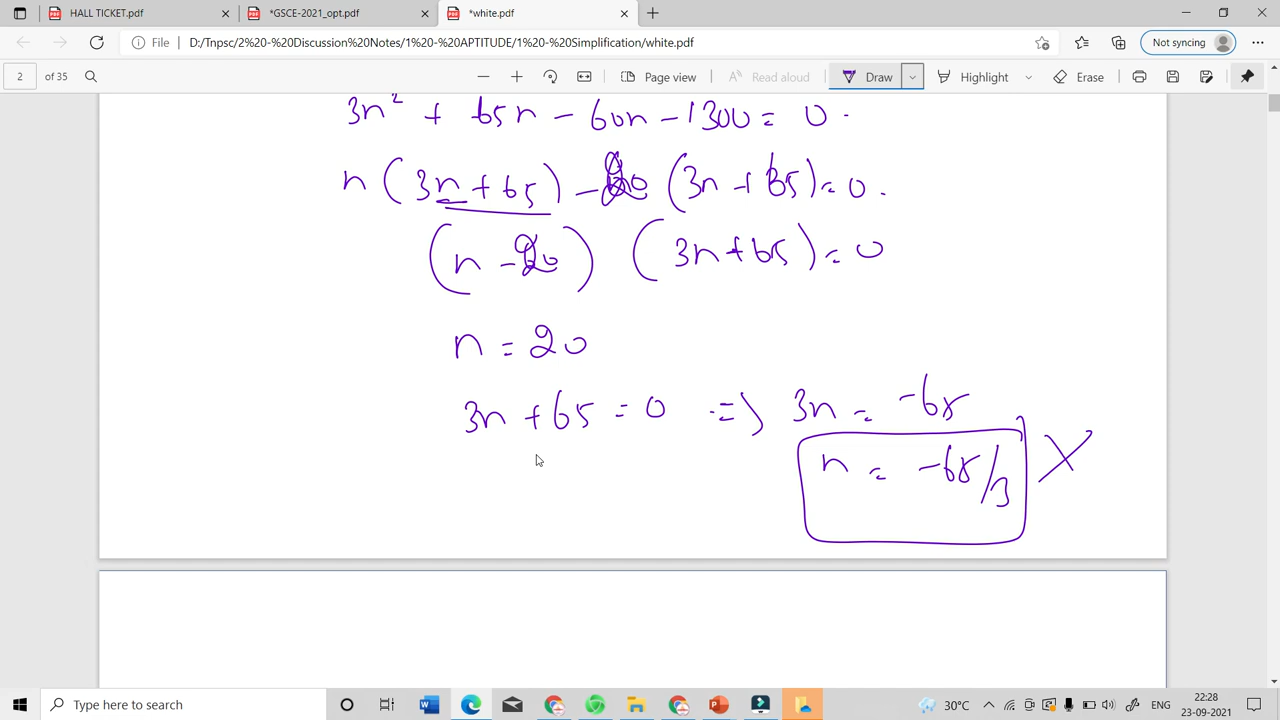 HALL TICKET.pdf
*GSCE-2021_opt.pdf
*white.pdf
File D:/Tnpsc/2%20-%20Discussion%20Notes/1%20-%20APTITUDE/1%20-%20Simplification/white.pdf
Not syncing
2 of 35
Page view
Read aloud
Draw
Highlight
Erase
3n² + 65n - 60n - 1300 = 0.
n (3n + 65) - 20 (3n + 65) = 0.
(n - 20) (3n + 65) = 0
n = 20
3n + 65 = 0 => 3n = -65
n = -65/3 X
Type here to search
30°C
ENG
22:28
23-09-2021